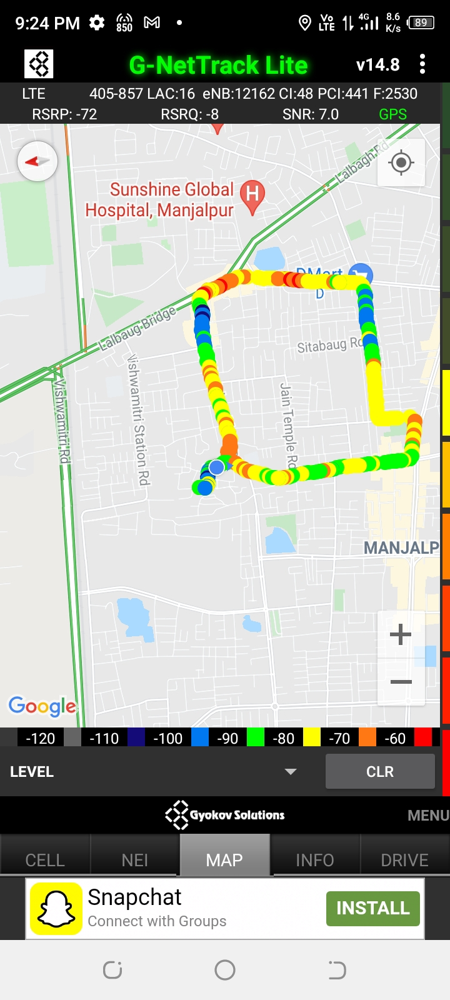 9:24 PM
850
Vo LTE 4G 8.6 K/s 89
G-NetTrack Lite v14.8
LTE 405-857 LAC:16 eNB:12162 CI:48 PCI:441 F:2530
RSRP: -72 RSRQ: -8 SNR: 7.0 GPS
Lalbagh Rd
Sunshine Global
Hospital, Manjalpur
H
DMart
D
Lalbaug Bridge
Sitabaug Rd
Vishwamitri Rd
Vishwamitri Station Rd
Jain Temple Rd
MANJALP
+
−
Google
-120 -110 -100 -90 -80 -70 -60
LEVEL CLR
Gyokov Solutions MENU
CELL NEI MAP INFO DRIVE
Snapchat
Connect with Groups
INSTALL